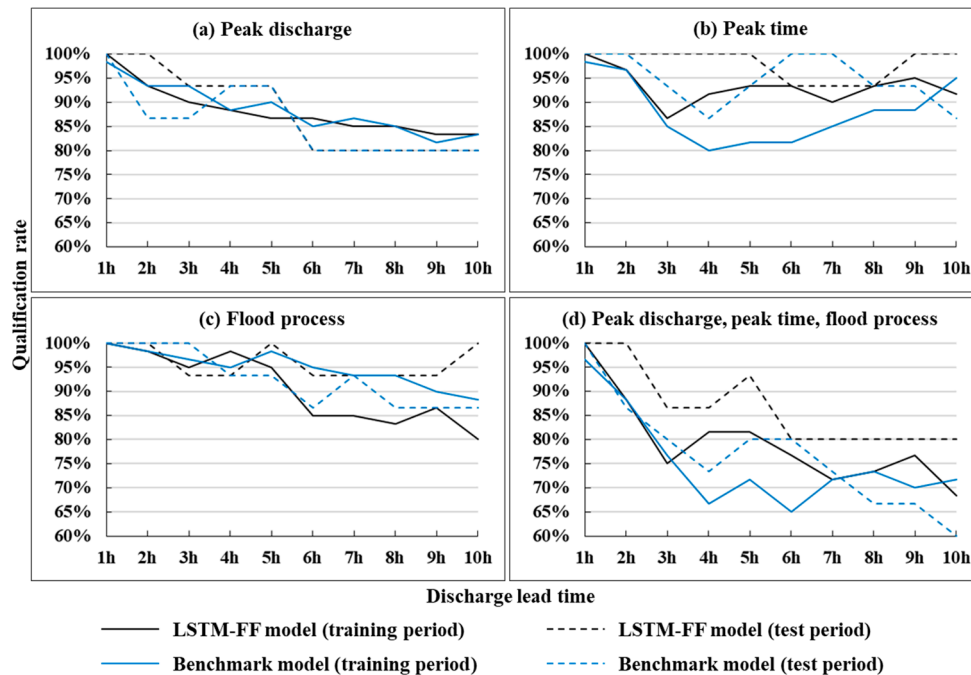 (a) Peak discharge
100%
95%
90%
85%
80%
75%
70%
65%
60%
1h 2h 3h 4h 5h 6h 7h 8h 9h 10h
(b) Peak time
100%
95%
90%
85%
80%
75%
70%
65%
60%
1h 2h 3h 4h 5h 6h 7h 8h 9h 10h
Qualification rate
(c) Flood process
100%
95%
90%
85%
80%
75%
70%
65%
60%
1h 2h 3h 4h 5h 6h 7h 8h 9h 10h
(d) Peak discharge, peak time, flood process
100%
95%
90%
85%
80%
75%
70%
65%
60%
1h 2h 3h 4h 5h 6h 7h 8h 9h 10h
Discharge lead time
LSTM-FF model (training period)
LSTM-FF model (test period)
Benchmark model (training period)
Benchmark model (test period)